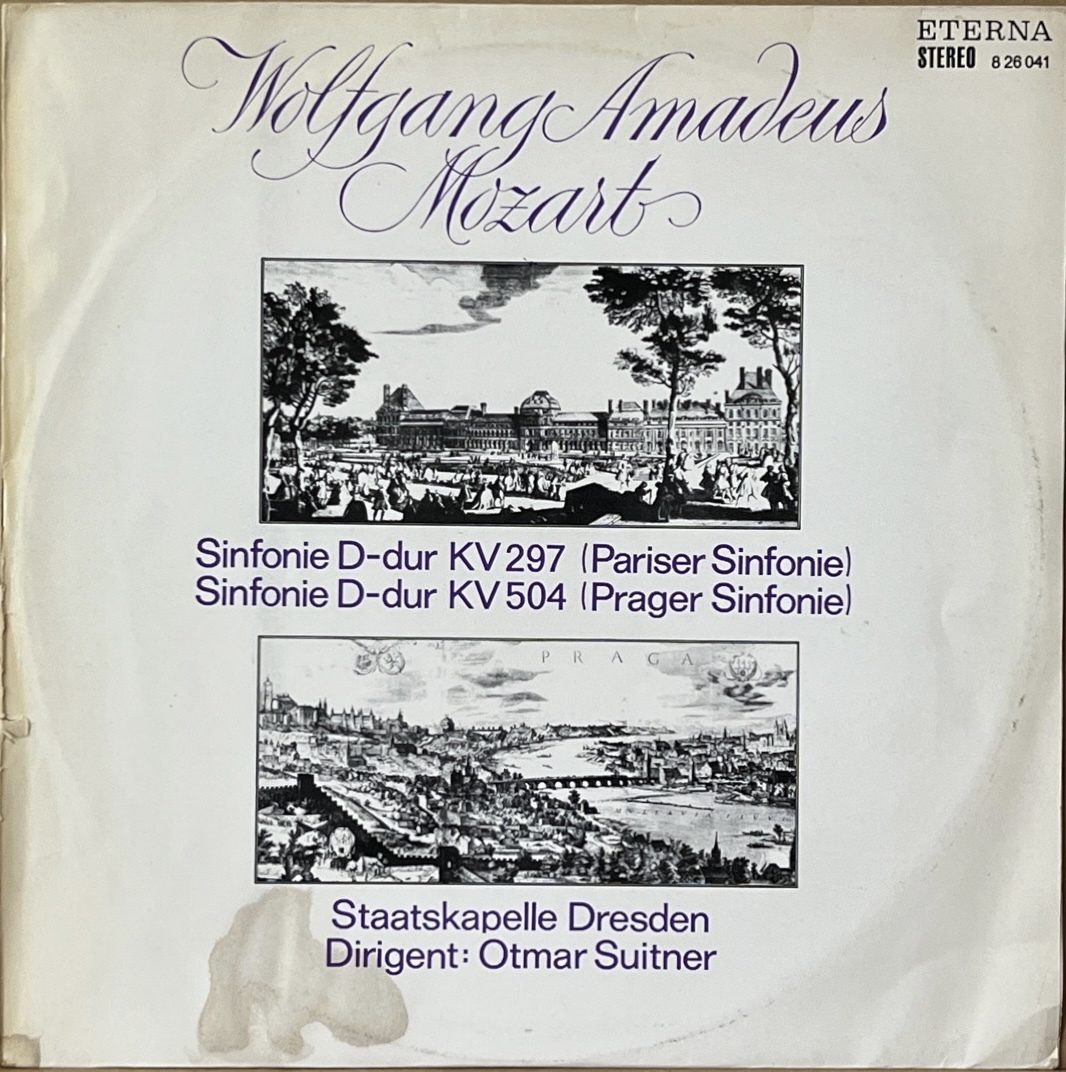 ETERNA
STEREO 8 26 041
Wolfgang Amadeus
Mozart
Sinfonie D-dur KV 297 (Pariser Sinfonie)
Sinfonie D-dur KV 504 (Prager Sinfonie)
PRAGA
Staatskapelle Dresden
Dirigent: Otmar Suitner